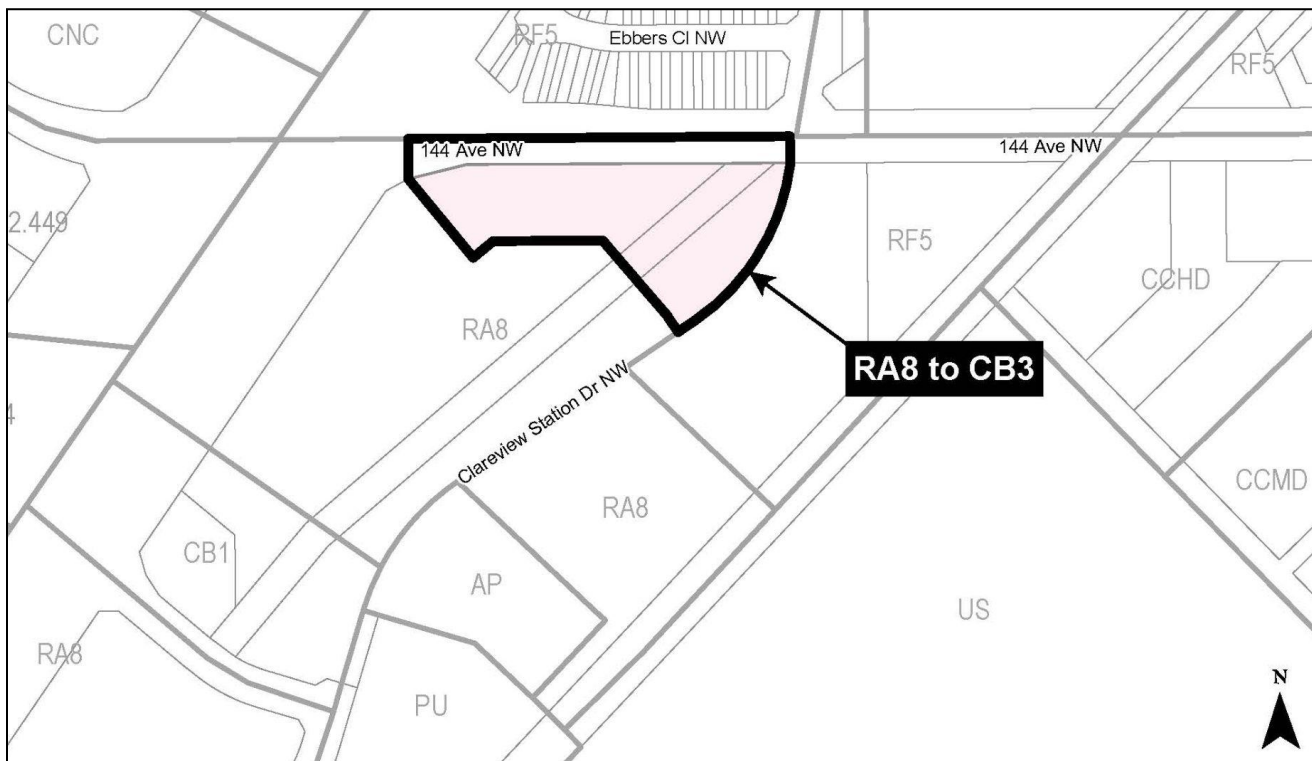 CNC
RF5
Ebbers Cl NW
RF5
144 Ave NW
144 Ave NW
2.449
RF5
CCHD
RA8
RA8 to CB3
Clareview Station Dr NW
4
CCMD
RA8
CB1
AP
US
RA8
PU
N